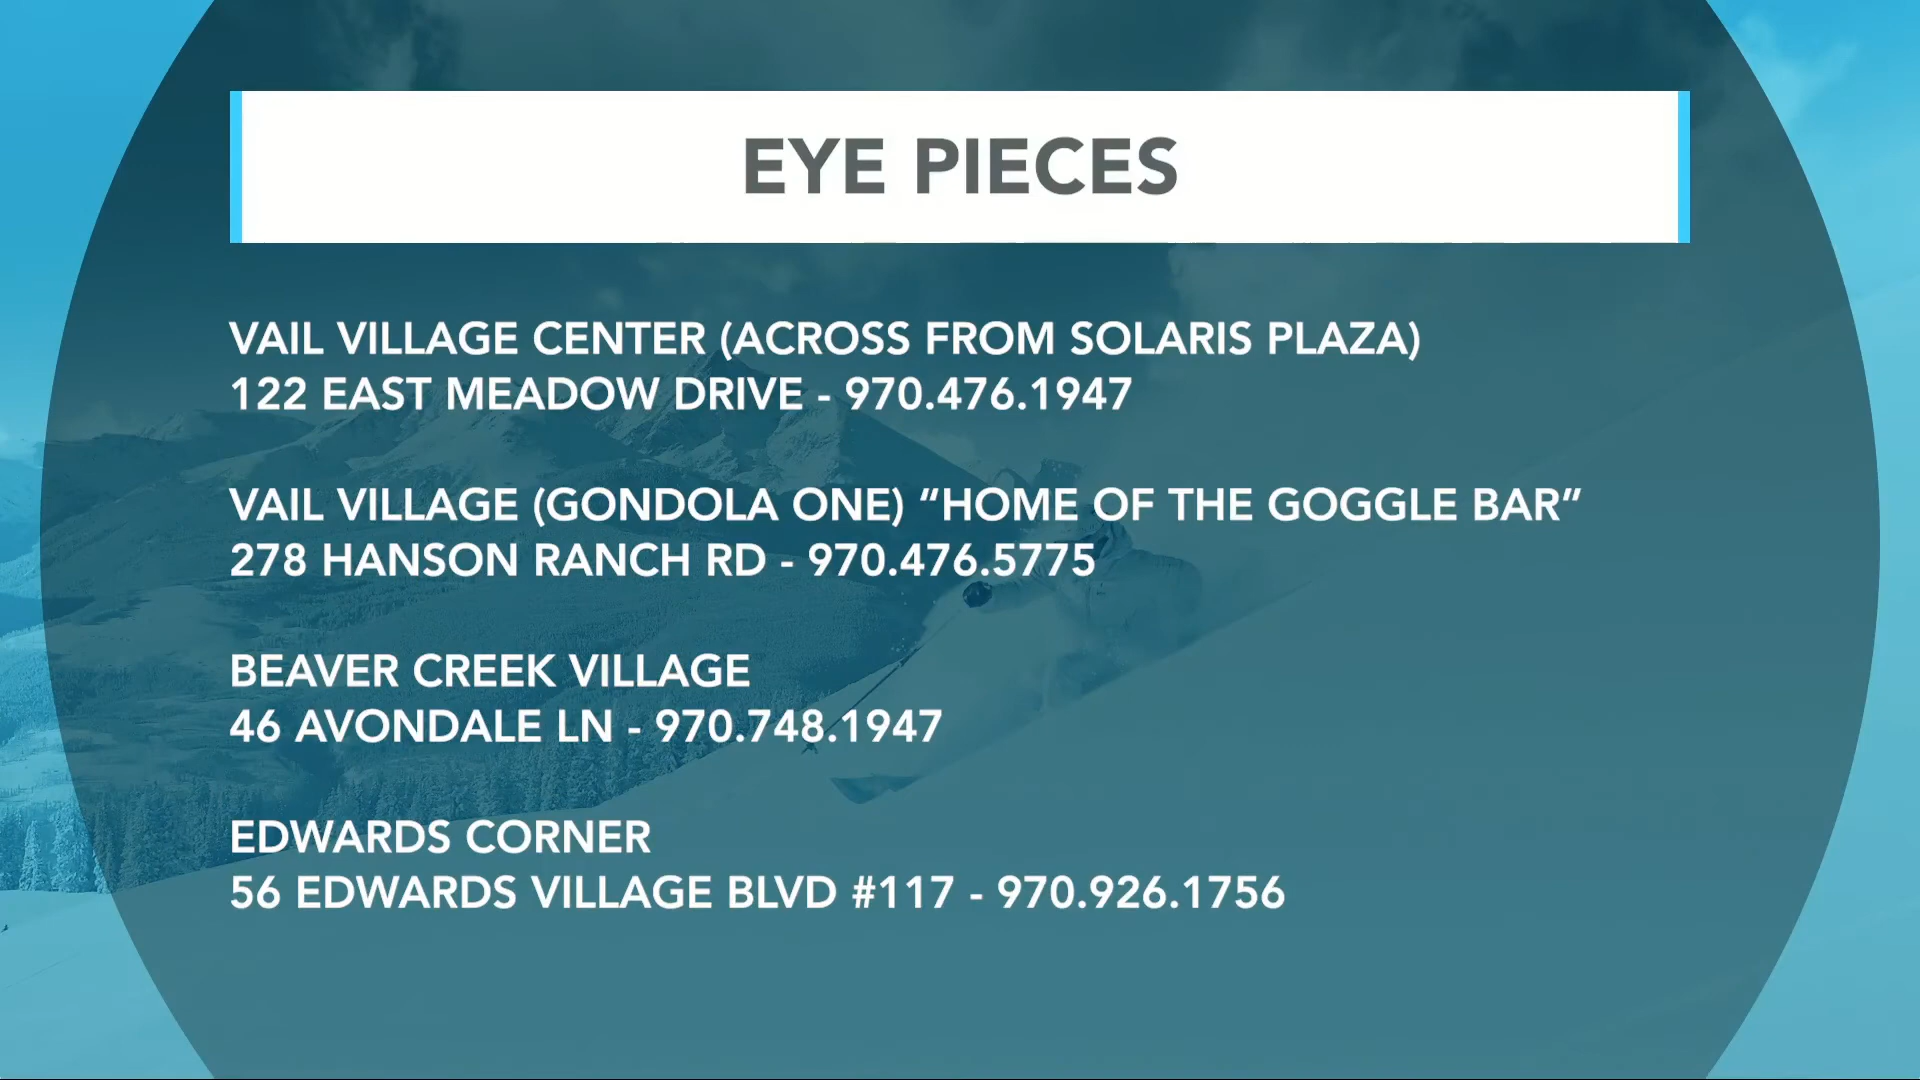 EYE PIECES
VAIL VILLAGE CENTER (ACROSS FROM SOLARIS PLAZA)
122 EAST MEADOW DRIVE - 970.476.1947
VAIL VILLAGE (GONDOLA ONE) “HOME OF THE GOGGLE BAR”
278 HANSON RANCH RD - 970.476.5775
BEAVER CREEK VILLAGE
46 AVONDALE LN - 970.748.1947
EDWARDS CORNER
56 EDWARDS VILLAGE BLVD #117 - 970.926.1756